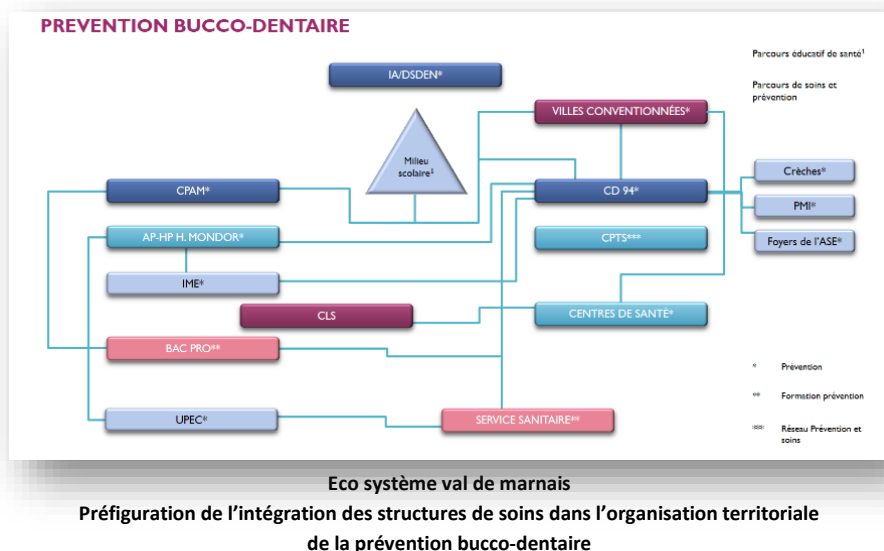 PREVENTION BUCCO-DENTAIRE
IA/DSDEN*
Parcours éducatif de santé¹
Parcours de soins et
prévention
VILLES CONVENTIONNÉES*
Milieu
scolaire¹
CPAM*
CD 94*
Crèches*
PMI*
AP-HP H. MONDOR*
CPTS***
Foyers de l'ASE*
IME*
CLS
CENTRES DE SANTÉ*
BAC PRO**
* Prévention
** Formation prévention
UPEC*
SERVICE SANITAIRE**
*** Réseau Prévention et
soins
Eco système val de marnais
Préfiguration de l'intégration des structures de soins dans l'organisation territoriale
de la prévention bucco-dentaire